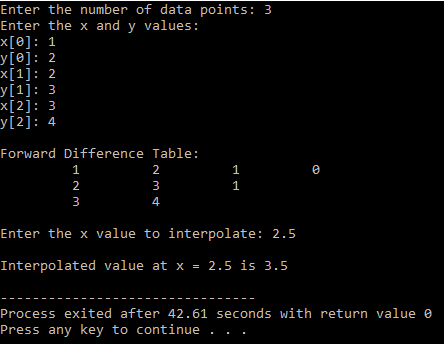 Enter the number of data points: 3
Enter the x and y values:
x[0]: 1
y[0]: 2
x[1]: 2
y[1]: 3
x[2]: 3
y[2]: 4
Forward Difference Table:
1 2 1 0
2 3 1
3 4
Enter the x value to interpolate: 2.5
Interpolated value at x = 2.5 is 3.5
--------------------------------
Process exited after 42.61 seconds with return value 0
Press any key to continue . . .